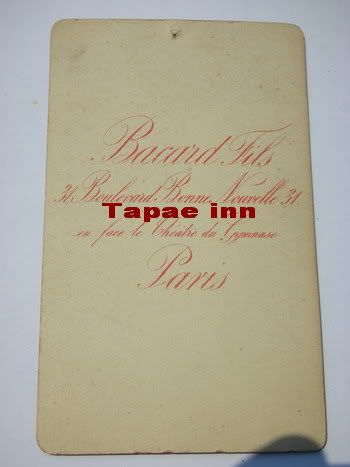 Bacard Fils
31. Boulevard Bonne Nouvelle 31.
Tapae inn
en face le Théâtre du Gymnase
Paris